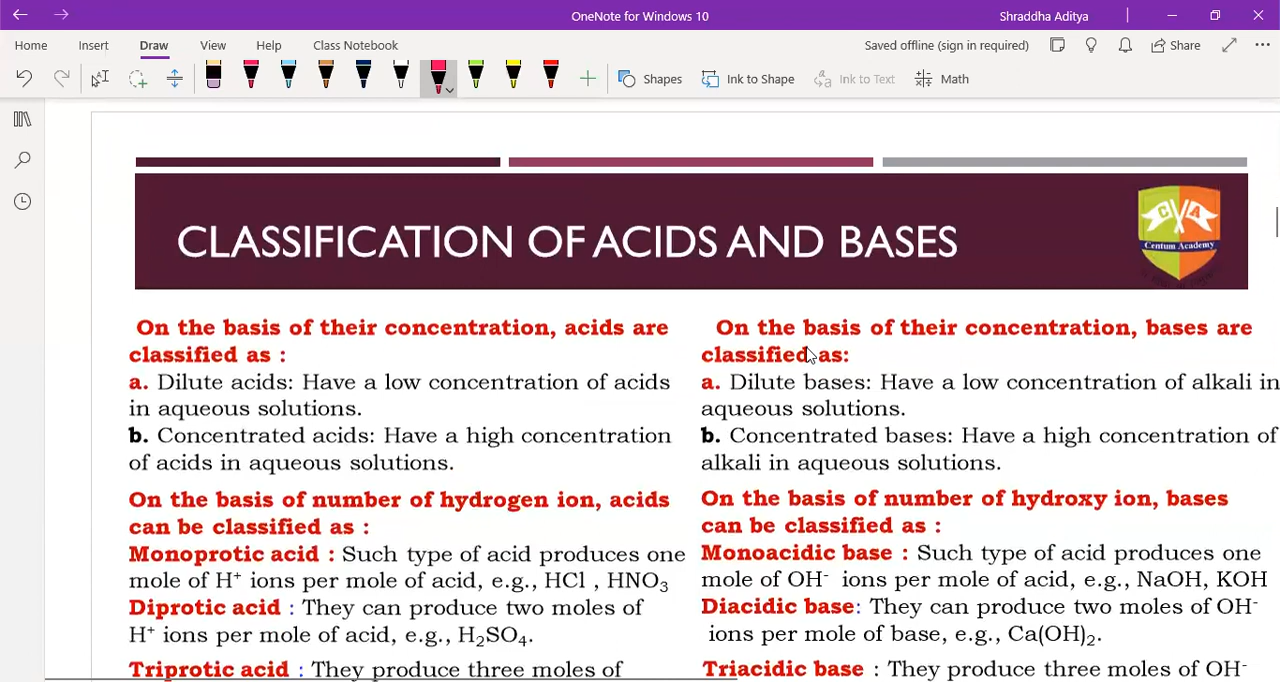 OneNote for Windows 10
Shraddha Aditya
Home Insert Draw View Help Class Notebook
Saved offline (sign in required) Share
Shapes Ink to Shape Ink to Text Math
CLASSIFICATION OF ACIDS AND BASES
Centum Academy
On the basis of their concentration, acids are
classified as :
a. Dilute acids: Have a low concentration of acids
in aqueous solutions.
b. Concentrated acids: Have a high concentration
of acids in aqueous solutions.
On the basis of number of hydrogen ion, acids
can be classified as :
Monoprotic acid : Such type of acid produces one
mole of H⁺ ions per mole of acid, e.g., HCl , HNO₃
Diprotic acid : They can produce two moles of
H⁺ ions per mole of acid, e.g., H₂SO₄.
Triprotic acid : They produce three moles of
On the basis of their concentration, bases are
classified as:
a. Dilute bases: Have a low concentration of alkali in
aqueous solutions.
b. Concentrated bases: Have a high concentration of
alkali in aqueous solutions.
On the basis of number of hydroxy ion, bases
can be classified as :
Monoacidic base : Such type of acid produces one
mole of OH⁻ ions per mole of acid, e.g., NaOH, KOH
Diacidic base: They can produce two moles of OH⁻
ions per mole of base, e.g., Ca(OH)₂.
Triacidic base : They produce three moles of OH⁻